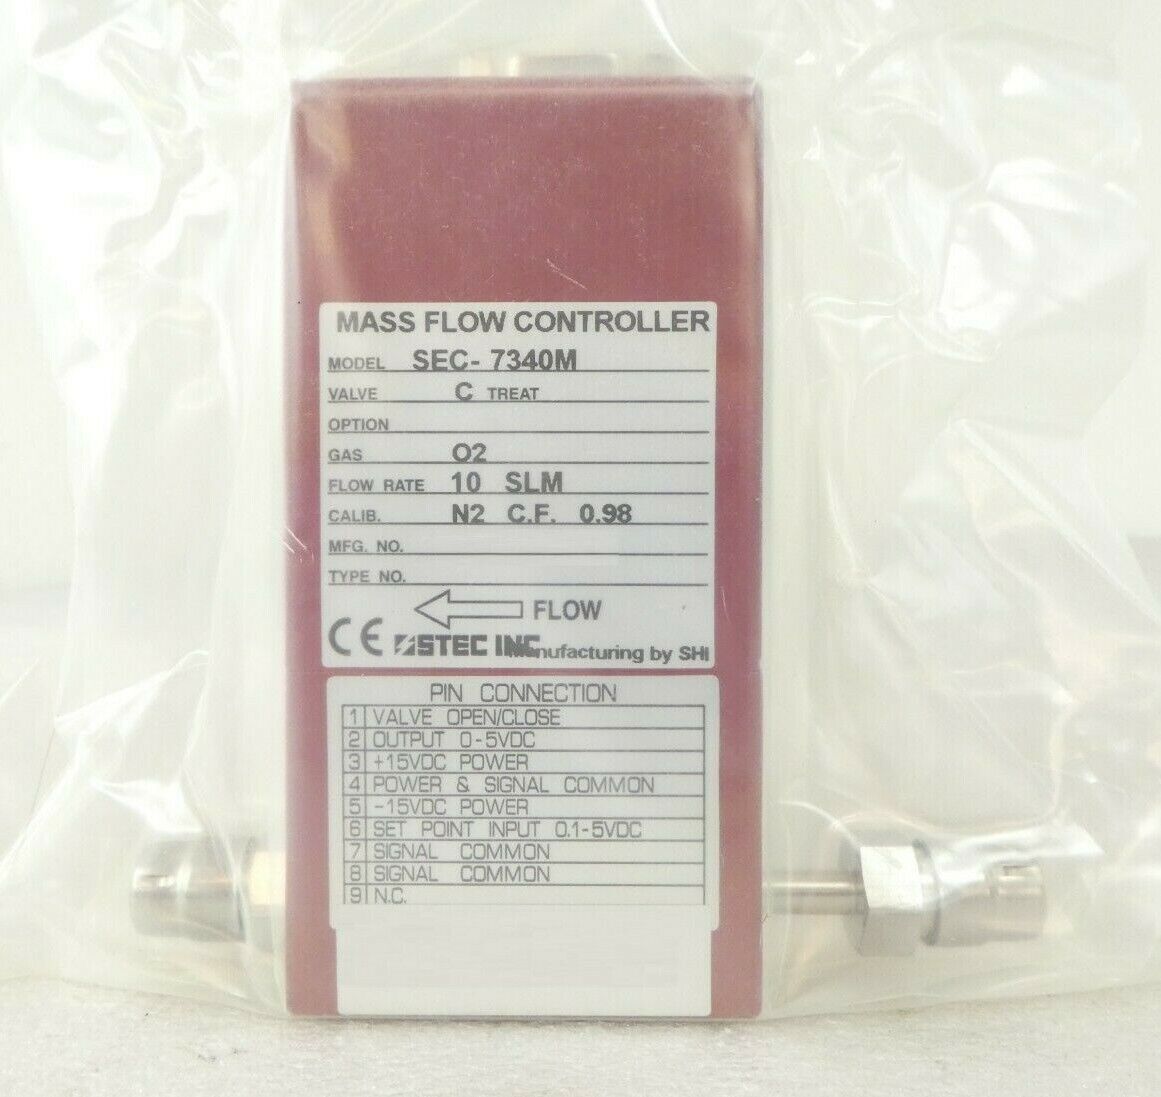 MASS FLOW CONTROLLER
MODEL SEC- 7340M
VALVE C TREAT
OPTION
GAS O2
FLOW RATE 10 SLM
CALIB. N2 C.F. 0.98
MFG. NO.
TYPE NO.
FLOW
CE STEC INC Manufacturing by SHI
PIN CONNECTION
1 VALVE OPEN/CLOSE
2 OUTPUT 0-5VDC
3 +15VDC POWER
4 POWER & SIGNAL COMMON
5 -15VDC POWER
6 SET POINT INPUT 0.1-5VDC
7 SIGNAL COMMON
8 SIGNAL COMMON
9 N.C.